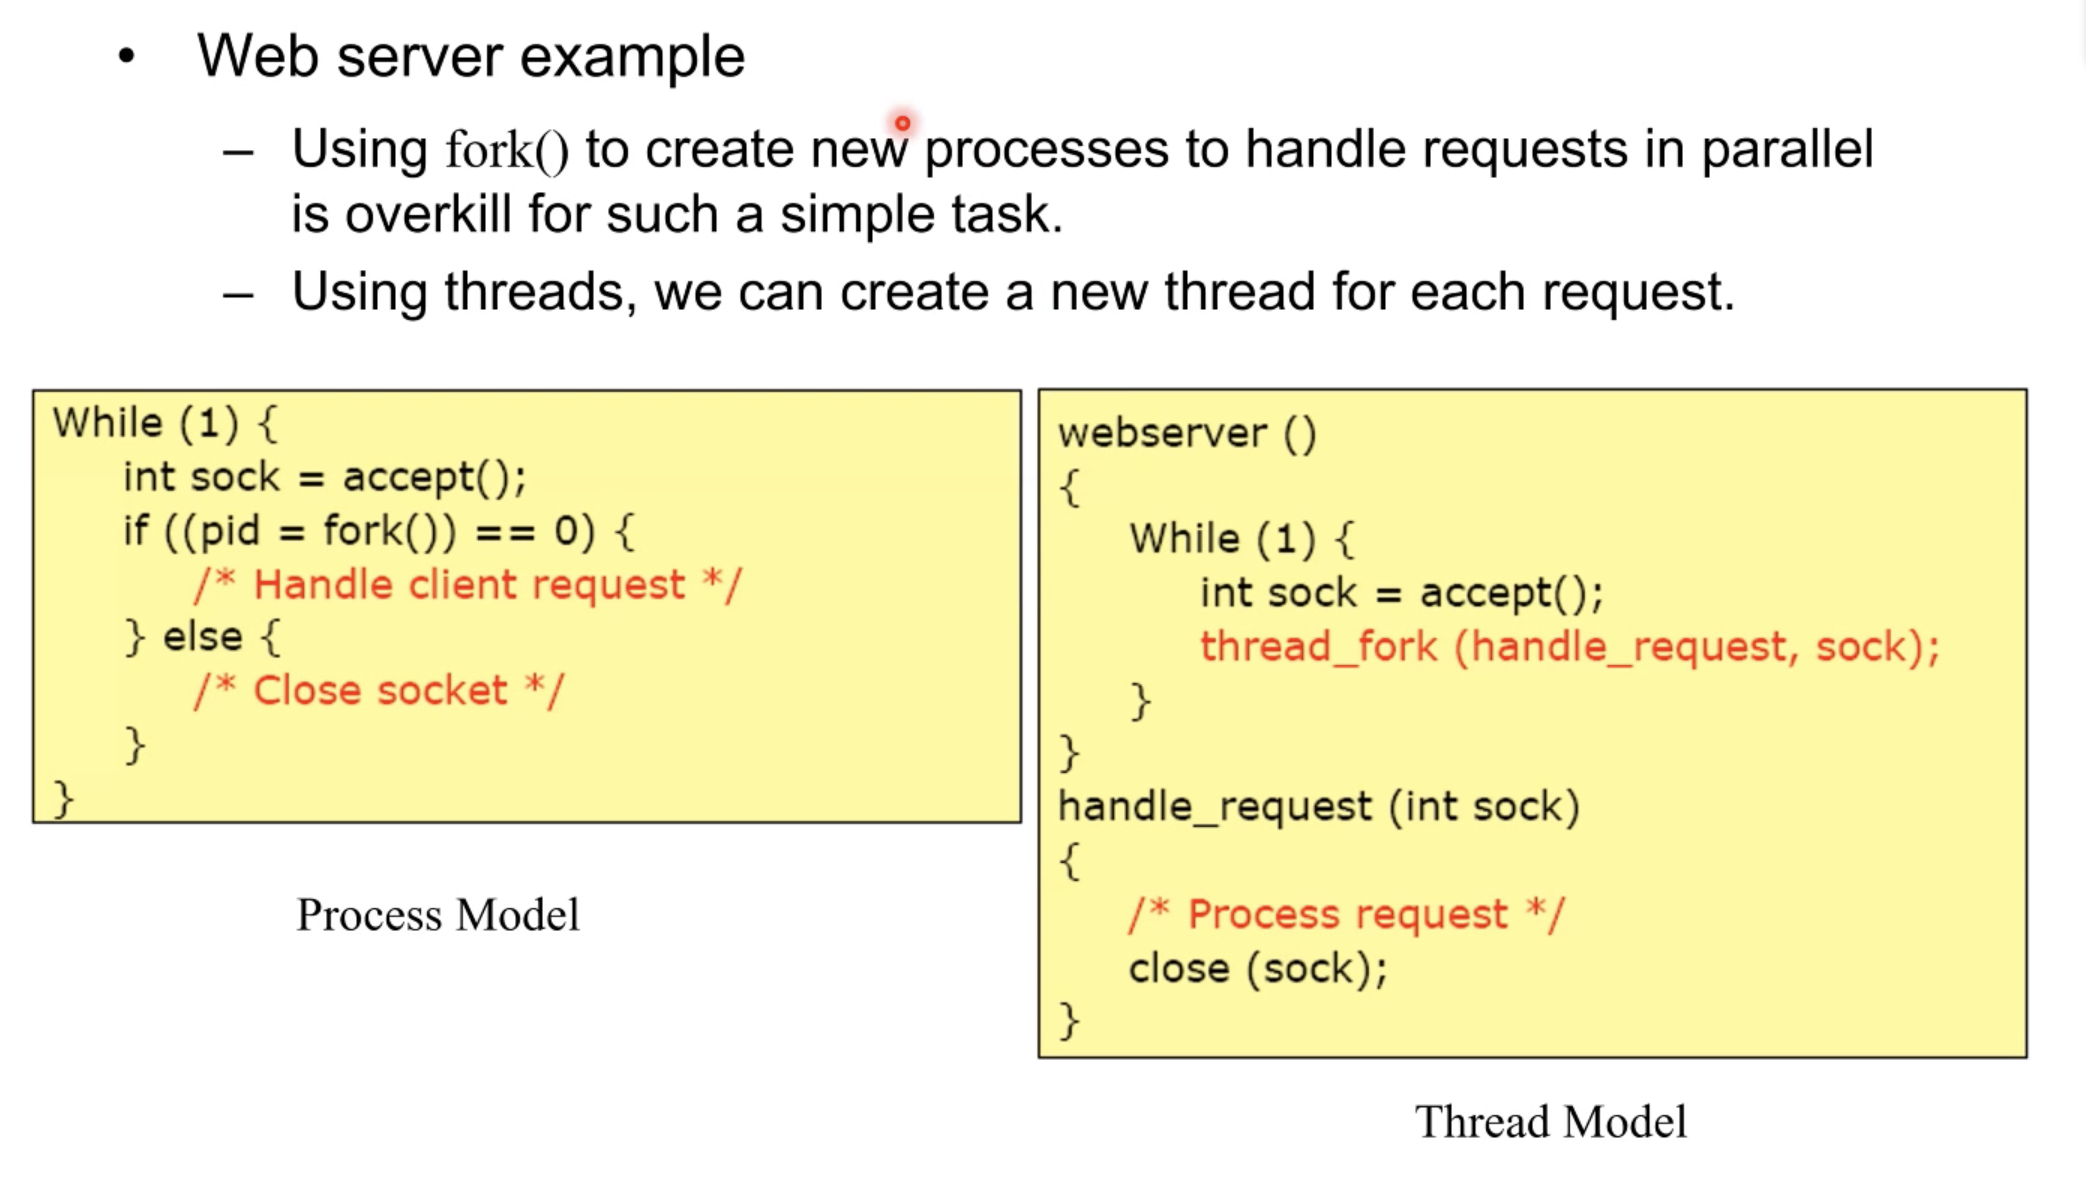 • Web server example
– Using fork() to create new processes to handle requests in parallel
is overkill for such a simple task.
– Using threads, we can create a new thread for each request.
While (1) {
int sock = accept();
if ((pid = fork()) == 0) {
/* Handle client request */
} else {
/* Close socket */
}
}
Process Model
webserver ()
{
While (1) {
int sock = accept();
thread_fork (handle_request, sock);
}
}
handle_request (int sock)
{
/* Process request */
close (sock);
}
Thread Model